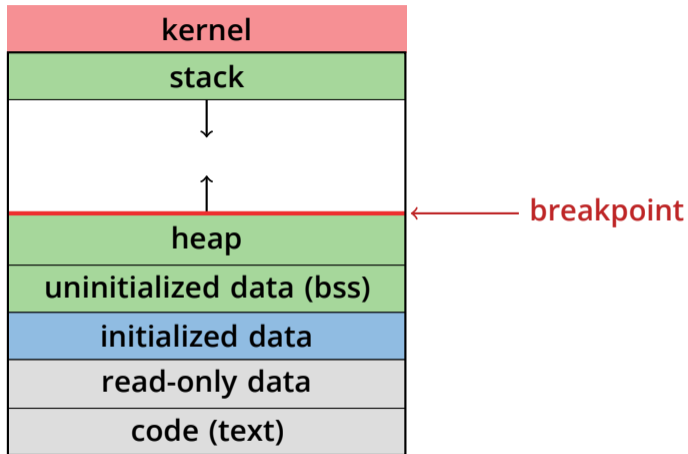 kernel
stack
breakpoint
heap
uninitialized data (bss)
initialized data
read-only data
code (text)